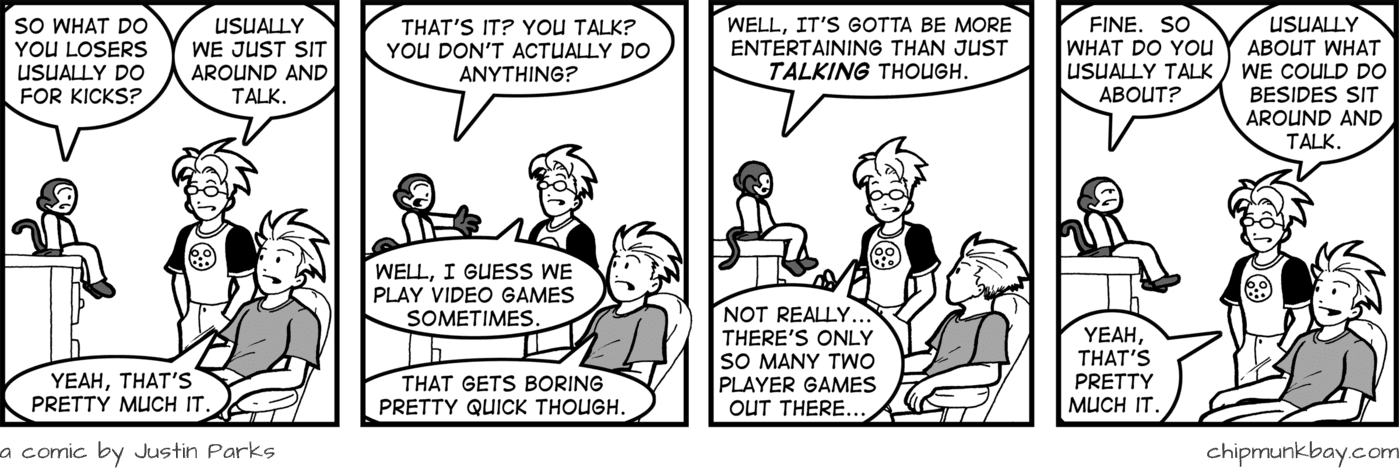 SO WHAT DO
YOU LOSERS
USUALLY DO
FOR KICKS?
USUALLY
WE JUST SIT
AROUND AND
TALK.
YEAH, THAT'S
PRETTY MUCH IT.
THAT'S IT? YOU TALK?
YOU DON'T ACTUALLY DO
ANYTHING?
WELL, I GUESS WE
PLAY VIDEO GAMES
SOMETIMES.
THAT GETS BORING
PRETTY QUICK THOUGH.
WELL, IT'S GOTTA BE MORE
ENTERTAINING THAN JUST
TALKING THOUGH.
NOT REALLY...
THERE'S ONLY
SO MANY TWO
PLAYER GAMES
OUT THERE...
FINE. SO
WHAT DO YOU
USUALLY TALK
ABOUT?
USUALLY
ABOUT WHAT
WE COULD DO
BESIDES SIT
AROUND AND
TALK.
YEAH,
THAT'S
PRETTY
MUCH IT.
a comic by Justin Parks
chipmunkbay.com